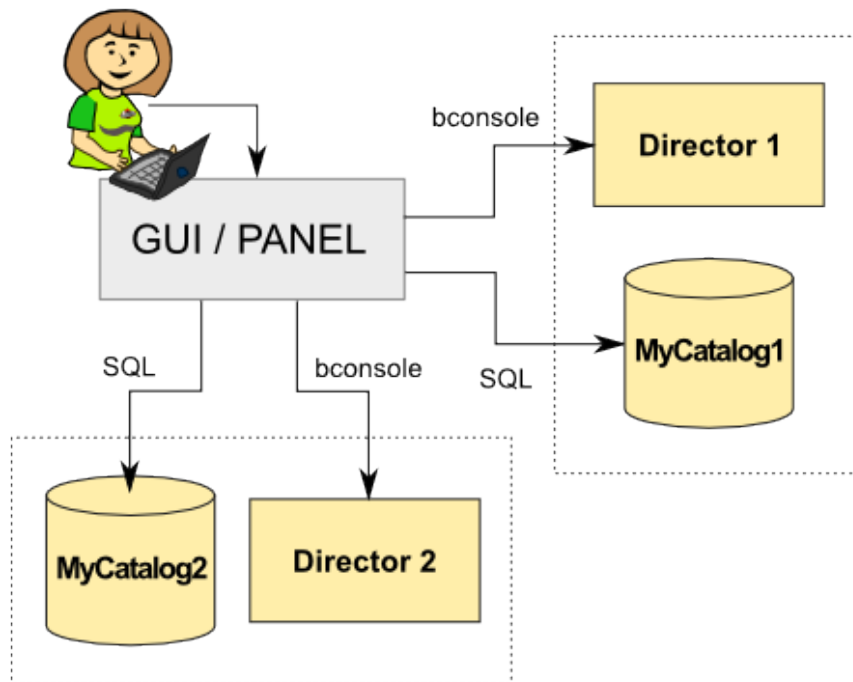 bconsole
Director 1
GUI / PANEL
MyCatalog1
SQL
SQL
bconsole
MyCatalog2
Director 2